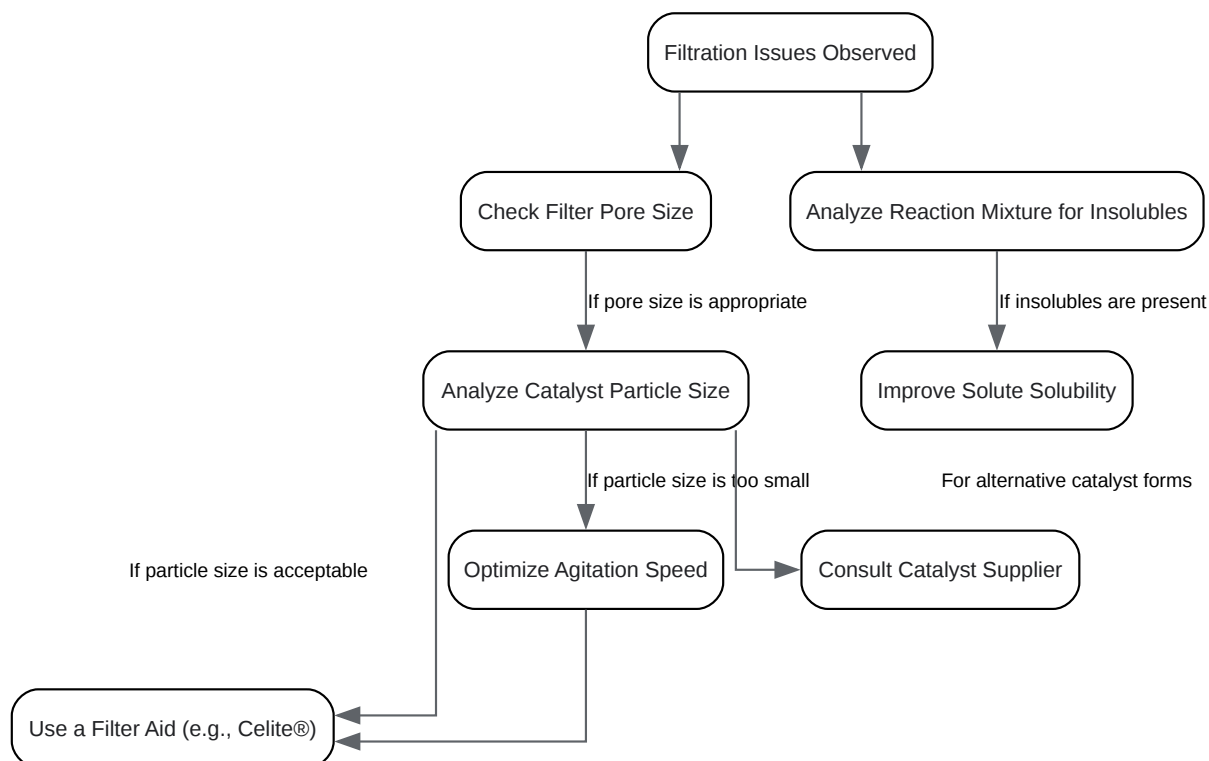 Filtration Issues Observed
Check Filter Pore Size
Analyze Reaction Mixture for Insolubles
If pore size is appropriate
If insolubles are present
Analyze Catalyst Particle Size
Improve Solute Solubility
If particle size is too small
For alternative catalyst forms
If particle size is acceptable
Optimize Agitation Speed
Consult Catalyst Supplier
Use a Filter Aid (e.g., Celite®)